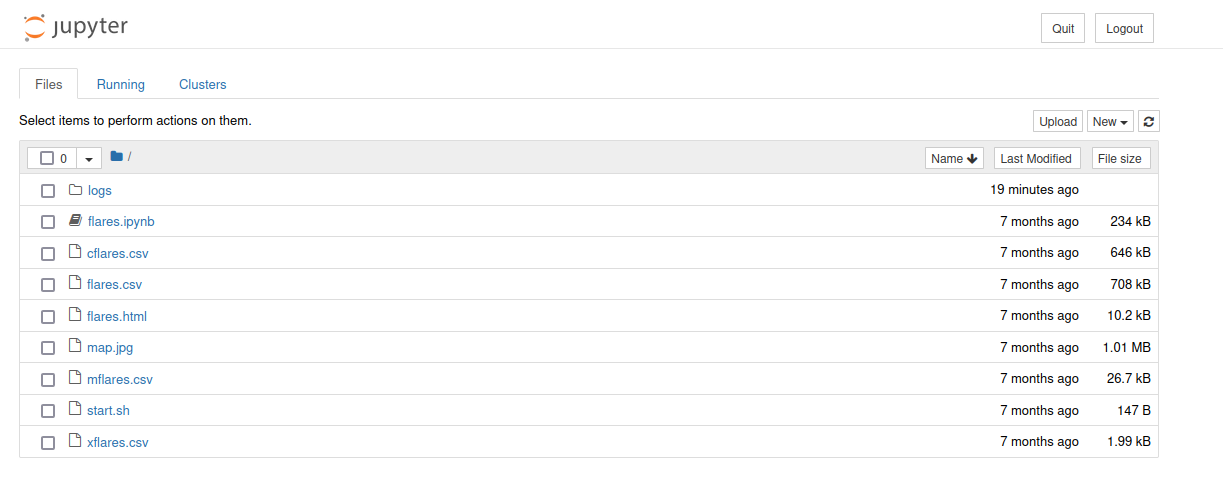 jupyter Quit Logout
Files Running Clusters
Select items to perform actions on them. Upload New
0 / Name Last Modified File size
logs 19 minutes ago
flares.ipynb 7 months ago 234 kB
cflares.csv 7 months ago 646 kB
flares.csv 7 months ago 708 kB
flares.html 7 months ago 10.2 kB
map.jpg 7 months ago 1.01 MB
mflares.csv 7 months ago 26.7 kB
start.sh 7 months ago 147 B
xflares.csv 7 months ago 1.99 kB